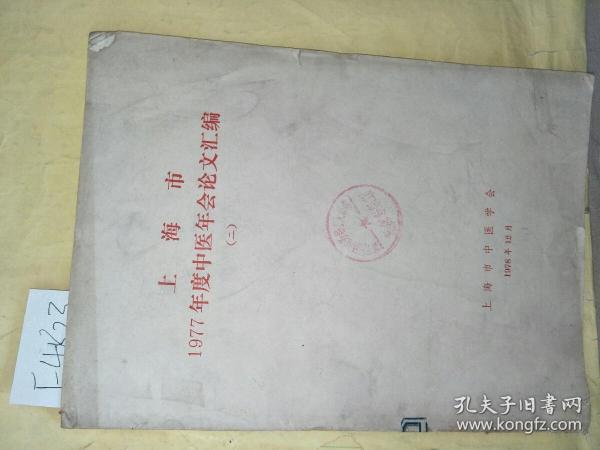 上海市
1977年度中医年会论文汇编
（二）
上海市中医学会
1978年12月
F-4823
孔夫子旧书网
www.kongfz.com